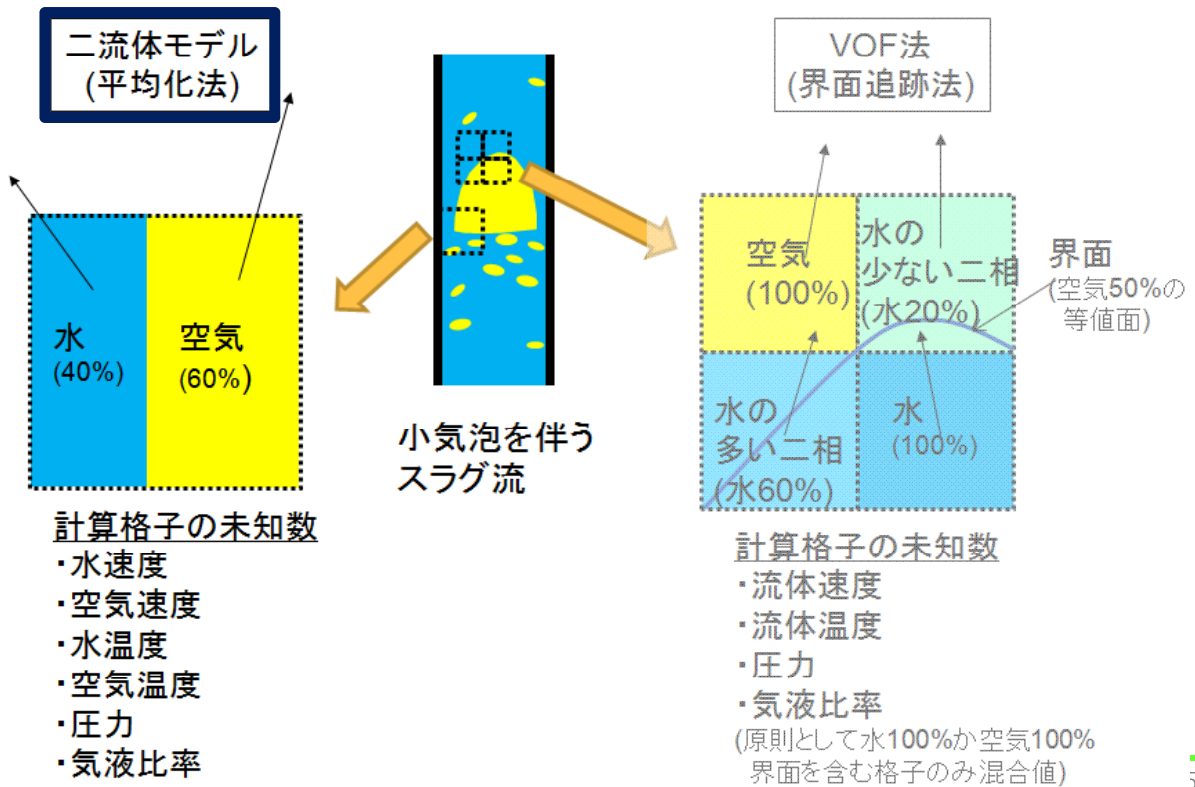 二流体モデル
(平均化法)
水
(40%)
空気
(60%)
計算格子の未知数
・水速度
・空気速度
・水温度
・空気温度
・圧力
・気液比率
小気泡を伴う
スラグ流
VOF法
(界面追跡法)
空気
(100%)
水の
少ない二相
(水20%)
界面
(空気50%の
等値面)
水の
多い二相
(水60%)
水
(100%)
計算格子の未知数
・流体速度
・流体温度
・圧力
・気液比率
(原則として水100%か空気100%
界面を含む格子のみ混合値)